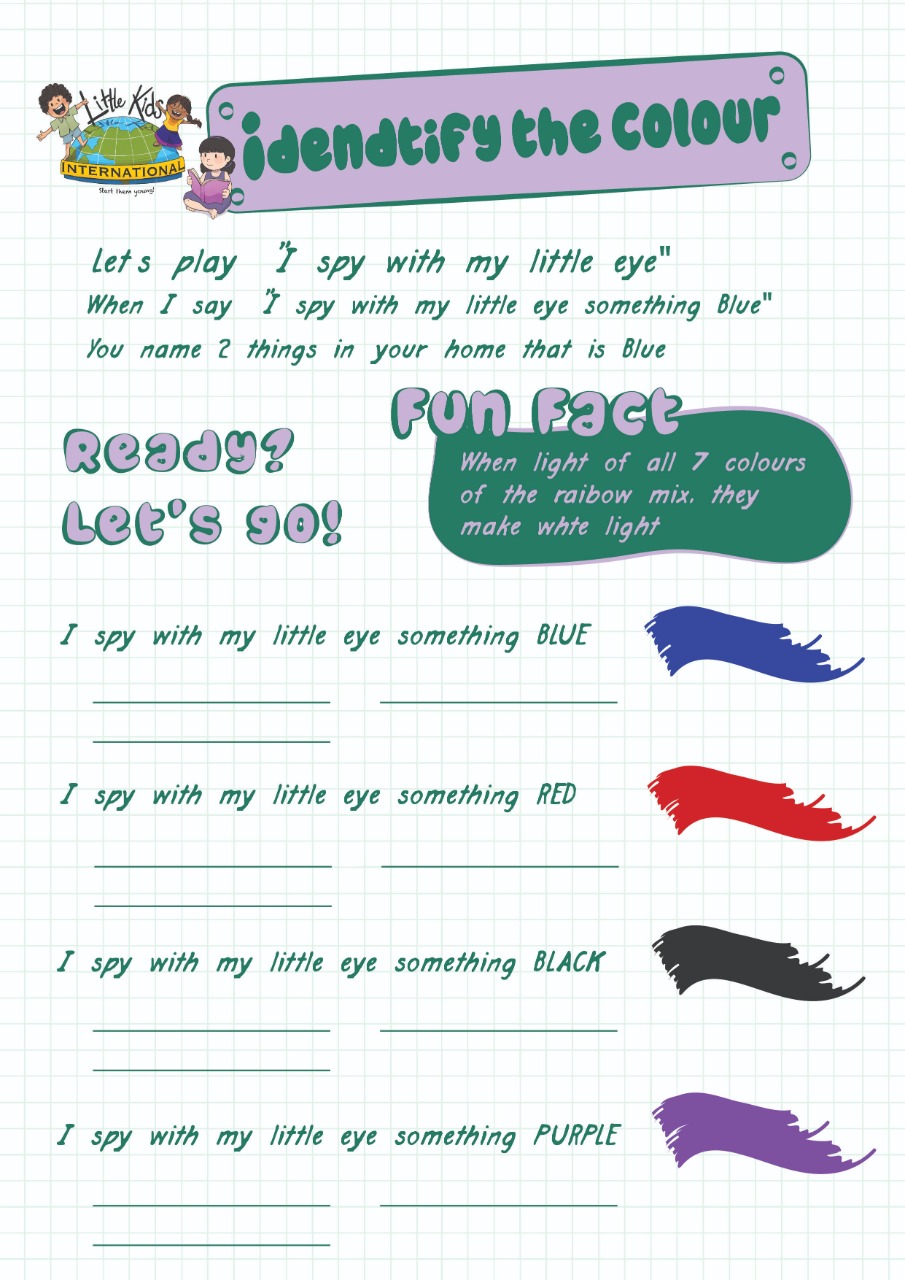 Little Kids
INTERNATIONAL
Start them young!
idendtify the colour
Let's play "I spy with my little eye"
When I say "I spy with my little eye something Blue"
You name 2 things in your home that is Blue
Fun Fact
When light of all 7 colours
of the raibow mix, they
make whte light
Ready?
Let's go!
I spy with my little eye something BLUE
I spy with my little eye something RED
I spy with my little eye something BLACK
I spy with my little eye something PURPLE